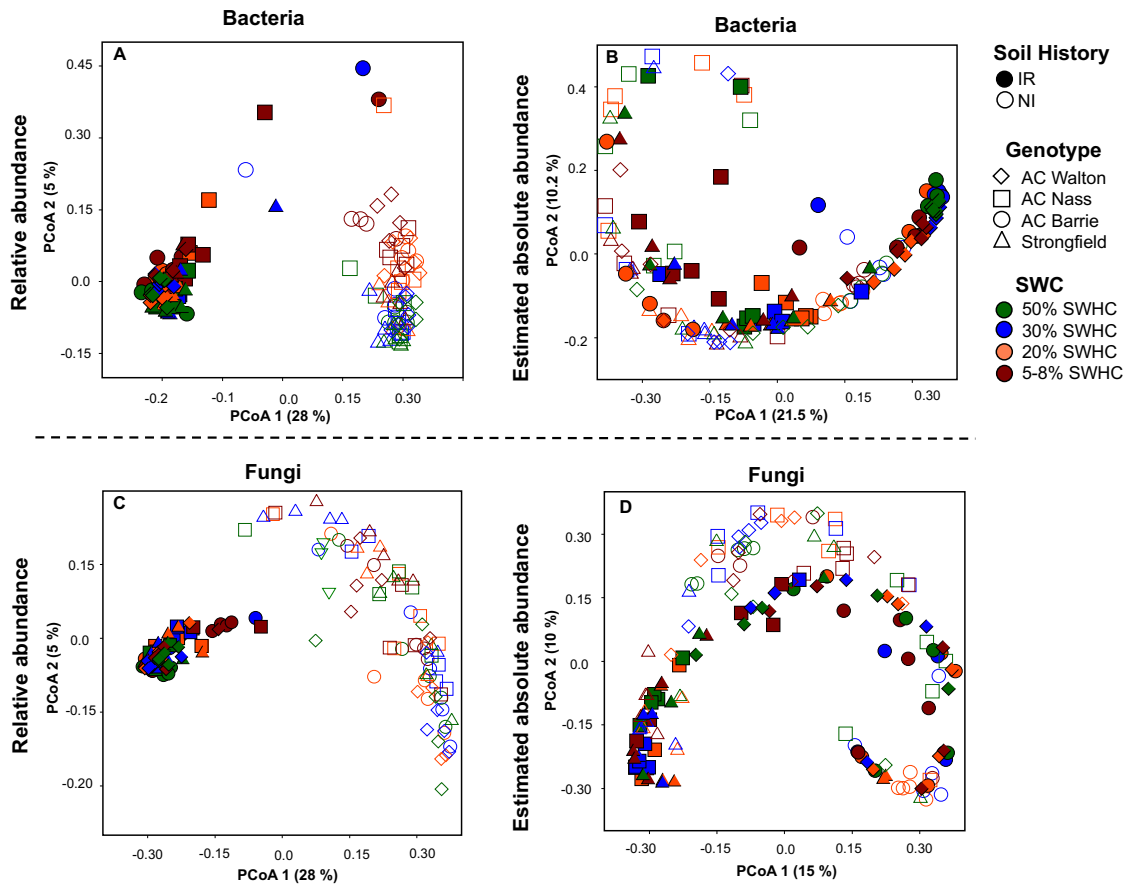 Bacteria
A
Relative abundance
PCoA 2 (5 %)
0.45
0.30
0.15
0.0
-0.15
-0.2
-0.1
0.0
0.15
0.30
PCoA 1 (28 %)
Bacteria
B
Estimated absolute abundance
PCoA 2 (10.2 %)
0.4
0.2
0.0
-0.2
-0.30
-0.15
0.0
0.15
0.30
PCoA 1 (21.5 %)
Soil History
IR
NI
Genotype
AC Walton
AC Nass
AC Barrie
Strongfield
SWC
50% SWHC
30% SWHC
20% SWHC
5-8% SWHC
Fungi
C
Relative abundance
PCoA 2 (5 %)
0.15
0.0
-0.15
-0.20
-0.30
-0.15
0.0
0.15
0.30
PCoA 1 (28 %)
Fungi
D
Estimated absolute abundance
PCoA 2 (10 %)
0.30
0.15
0.0
-0.15
-0.30
-0.30
-0.15
0.0
0.15
0.30
PCoA 1 (15 %)